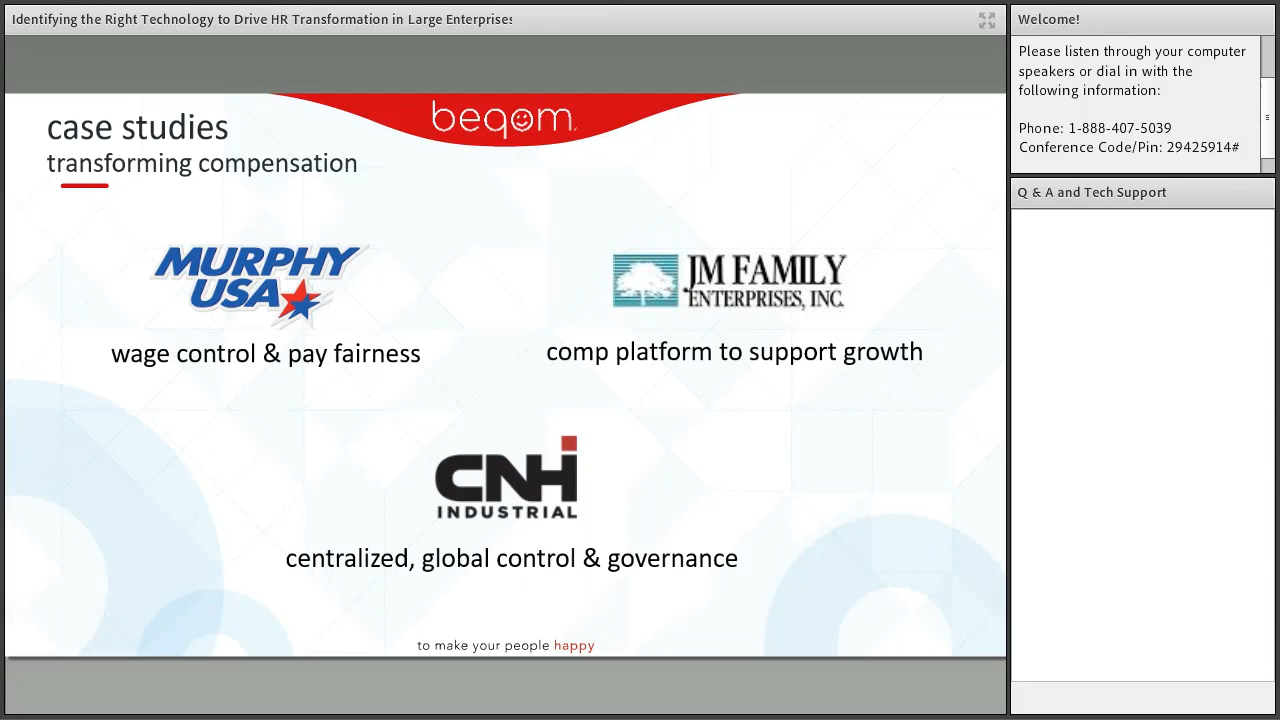 Identifying the Right Technology to Drive HR Transformation in Large Enterprises
Welcome!
Please listen through your computer
speakers or dial in with the
following information:
Phone: 1-888-407-5039
Conference Code/Pin: 29425914#
Q & A and Tech Support
beqom
case studies
transforming compensation
MURPHY
USA
wage control & pay fairness
JM FAMILY
ENTERPRISES, INC.
comp platform to support growth
CNH
INDUSTRIAL
centralized, global control & governance
to make your people happy